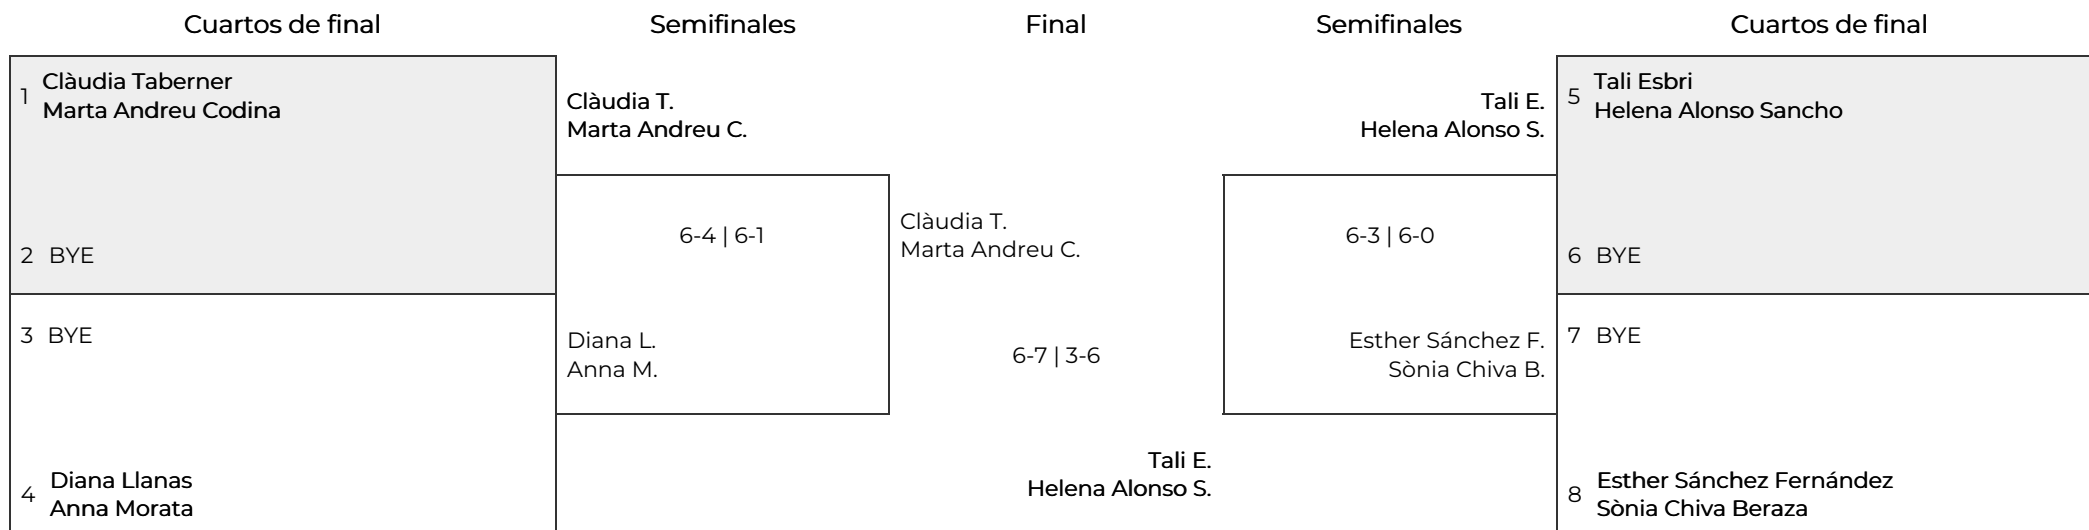 Cuartos de final
Semifinales
Final
Semifinales
Cuartos de final
1
Clàudia Taberner
Marta Andreu Codina
2 BYE
3 BYE
4
Diana Llanas
Anna Morata
Clàudia T.
Marta Andreu C.
6-4 | 6-1
Diana L.
Anna M.
Clàudia T.
Marta Andreu C.
6-7 | 3-6
Tali E.
Helena Alonso S.
Tali E.
Helena Alonso S.
6-3 | 6-0
Esther Sánchez F.
Sònia Chiva B.
5
Tali Esbri
Helena Alonso Sancho
6 BYE
7 BYE
8
Esther Sánchez Fernández
Sònia Chiva Beraza